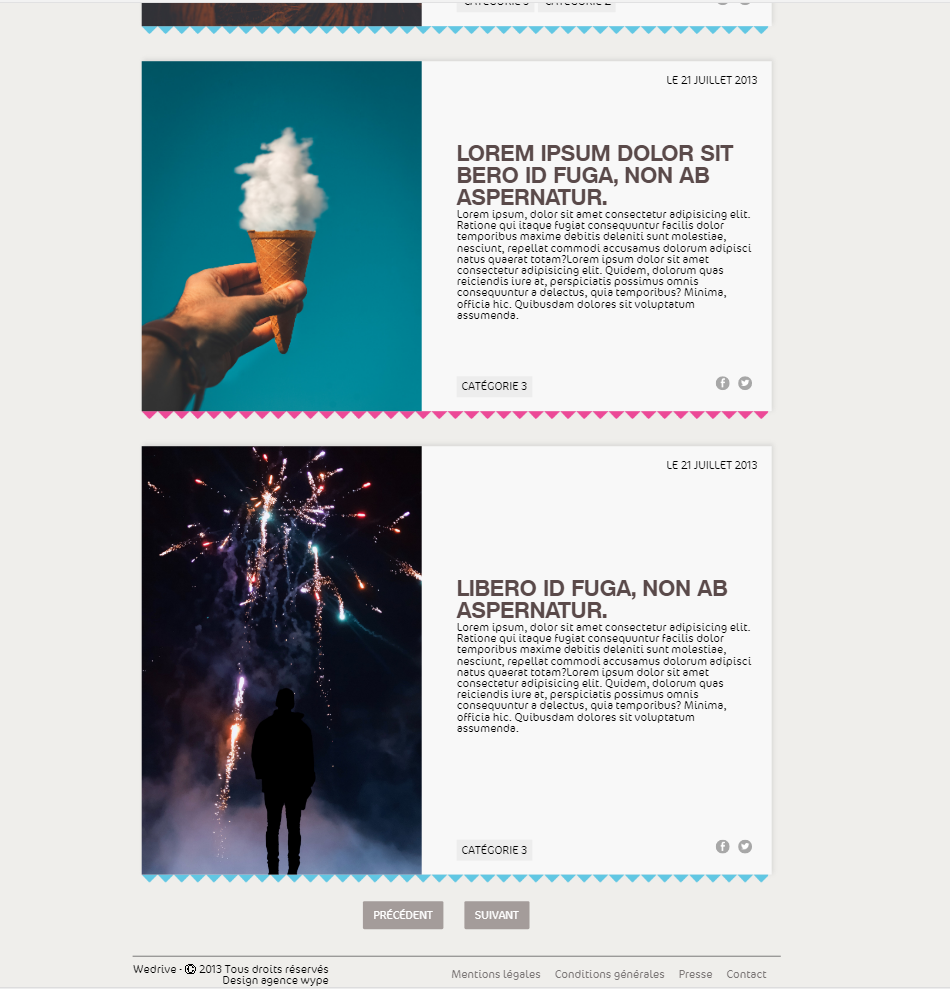 CATÉGORIE 3 CATÉGORIE 2
LE 21 JUILLET 2013
LOREM IPSUM DOLOR SIT
BERO ID FUGA, NON AB
ASPERNATUR.
Lorem ipsum, dolor sit amet consectetur adipisicing elit.
Ratione qui itaque fugiat consequuntur facilis dolor
temporibus maxime debitis deleniti sunt molestiae,
nesciunt, repellat commodi accusamus dolorum adipisci
natus quaerat totam?Lorem ipsum dolor sit amet
consectetur adipisicing elit. Quidem, dolorum quas
reiciendis iure at, perspiciatis possimus omnis
consequuntur a delectus, quia temporibus? Minima,
officia hic. Quibusdam dolores sit voluptatum
assumenda.
CATÉGORIE 3
LE 21 JUILLET 2013
LIBERO ID FUGA, NON AB
ASPERNATUR.
Lorem ipsum, dolor sit amet consectetur adipisicing elit.
Ratione qui itaque fugiat consequuntur facilis dolor
temporibus maxime debitis deleniti sunt molestiae,
nesciunt, repellat commodi accusamus dolorum adipisci
natus quaerat totam?Lorem ipsum dolor sit amet
consectetur adipisicing elit. Quidem, dolorum quas
reiciendis iure at, perspiciatis possimus omnis
consequuntur a delectus, quia temporibus? Minima,
officia hic. Quibusdam dolores sit voluptatum
assumenda.
CATÉGORIE 3
PRÉCÉDENT SUIVANT
Wedrive - © 2013 Tous droits réservés
Design agence wype
Mentions légales Conditions générales Presse Contact